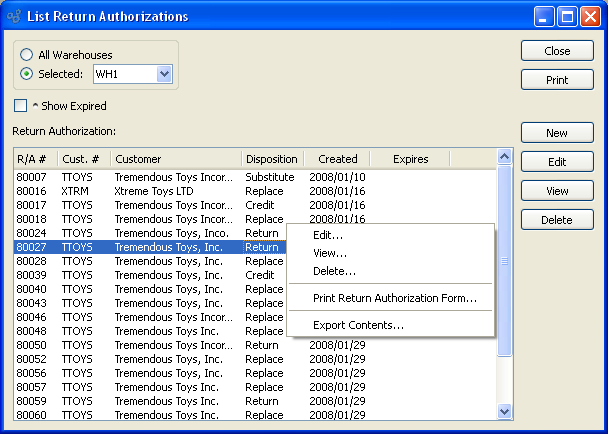 List Return Authorizations
All Warehouses
Selected: WH1
^ Show Expired
Return Authorization:
Close
Print
New
Edit
View
Delete
R/A # Cust. # Customer Disposition Created Expires
80007 TTOYS Tremendous Toys Incor... Substitute 2008/01/10
80016 XTRM Xtreme Toys LTD Replace 2008/01/16
80017 TTOYS Tremendous Toys Incor... Credit 2008/01/16
80018 TTOYS Tremendous Toys Incor... Replace 2008/01/16
80024 TTOYS Tremendous Toys, Inco. Return
80027 TTOYS Tremendous Toys, Inc. Return
80028 TTOYS Tremendous Toys, Inc. Replace
80039 TTOYS Tremendous Toys Inc. Credit
80040 TTOYS Tremendous Toys, Inc. Replace
80043 TTOYS Tremendous Toys, Inc. Replace
80046 TTOYS Tremendous Toys Incor... Replace
80048 TTOYS Tremendous Toys Inc. Replace
80050 TTOYS Tremendous Toys Incor... Return 2008/01/29
80052 TTOYS Tremendous Toys, Inc. Replace 2008/01/29
80056 TTOYS Tremendous Toys, Inc. Replace 2008/01/29
80057 TTOYS Tremendous Toys Inc. Replace 2008/01/29
80059 TTOYS Tremendous Toys Inc. Return 2008/01/29
80060 TTOYS Tremendous Toys Inc. Replace 2008/01/29
Edit...
View...
Delete...
Print Return Authorization Form...
Export Contents...